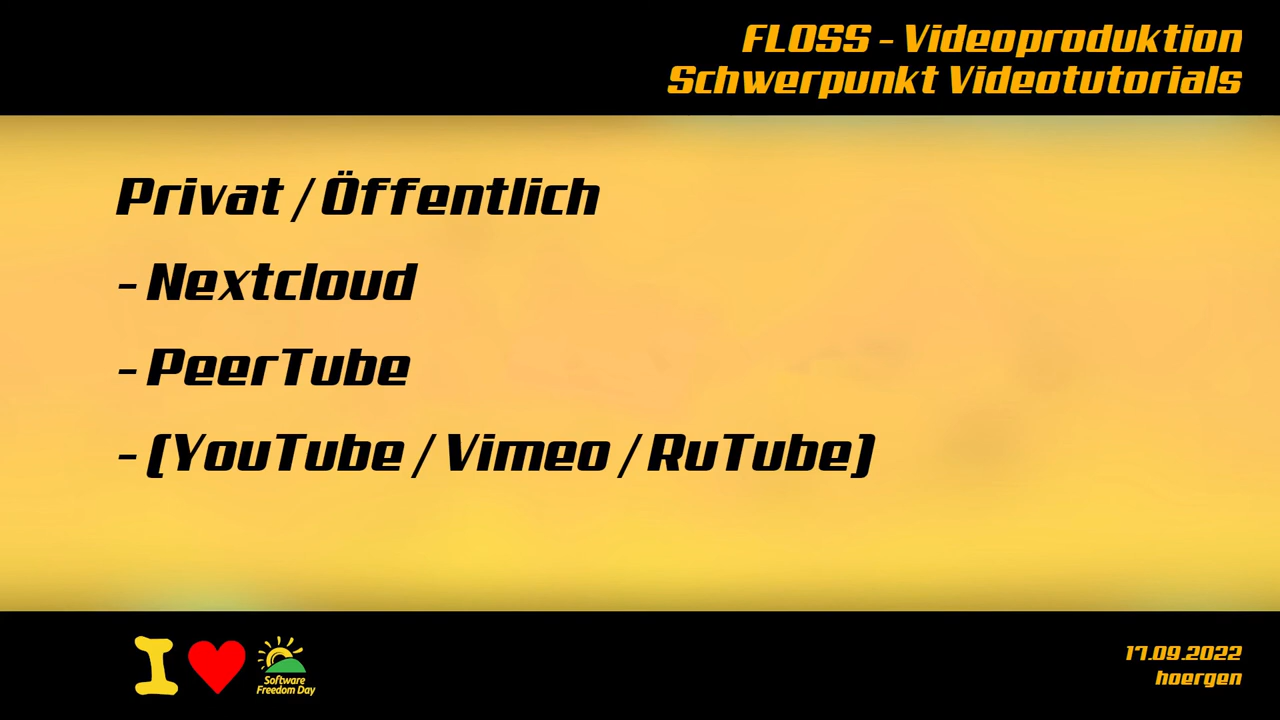 FLOSS - Videoproduktion
Schwerpunkt Videotutorials
Privat / Öffentlich
- Nextcloud
- PeerTube
- (YouTube / Vimeo / RuTube)
I
Software
Freedom Day
17.09.2022
hoergen